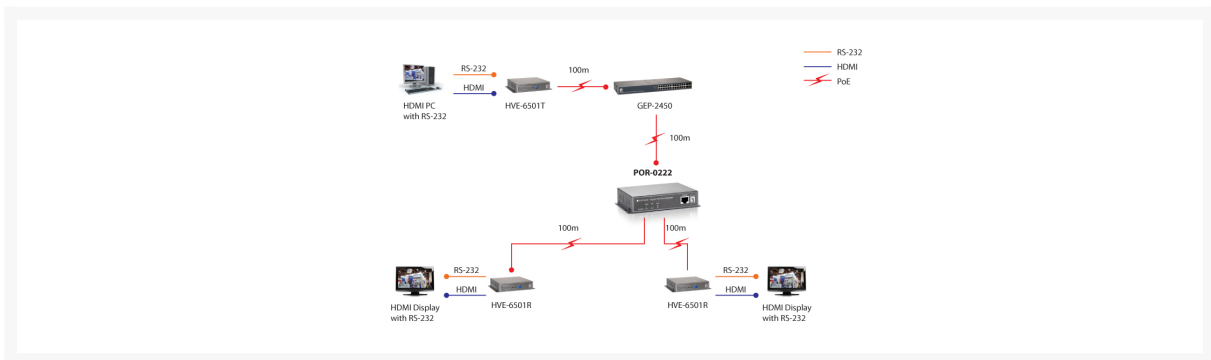 RS-232
HDMI
PoE
RS-232
HDMI
100m
HDMI PC
with RS-232
HVE-6501T
GEP-2450
100m
POR-0222
100m
100m
RS-232
HDMI
HDMI Display
with RS-232
HVE-6501R
RS-232
HDMI
HVE-6501R
HDMI Display
with RS-232